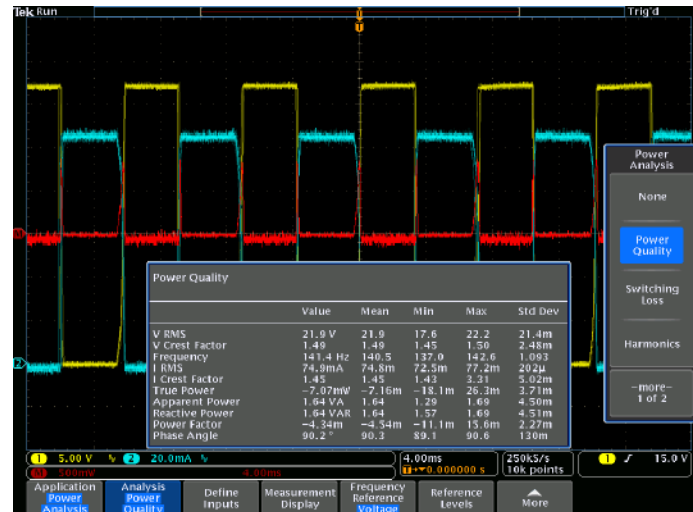 Tek Run Trig'd
T
T
M
2
Power Analysis
None
Power Quality
Switching Loss
Harmonics
-more-
1 of 2
Power Quality
Value Mean Min Max Std Dev
V RMS 21.9 V 21.9 17.6 22.2 21.4m
V Crest Factor 1.49 1.49 1.45 1.50 2.48m
Frequency 141.4 Hz 140.5 137.0 142.6 1.093
I RMS 74.9mA 74.8m 72.5m 77.2m 202µ
I Crest Factor 1.45 1.45 1.43 3.31 5.02m
True Power −7.07mW −7.16m −18.1m 26.3m 3.71m
Apparent Power 1.64 VA 1.64 1.29 1.69 4.50m
Reactive Power 1.64 VAR 1.64 1.57 1.69 4.51m
Power Factor −4.34m −4.54m −11.1m 15.6m 2.27m
Phase Angle 90.2 ° 90.3 89.1 90.6 130m
1 5.00 V 2 20.0mA 4.00ms 250kS/s 1 15.0 V
M 500mW 4.00ms T→▼0.000000 s 10k points
Application Power Analysis
Analysis Power Quality
Define Inputs
Measurement Display
Frequency Reference Voltage
Reference Levels
More